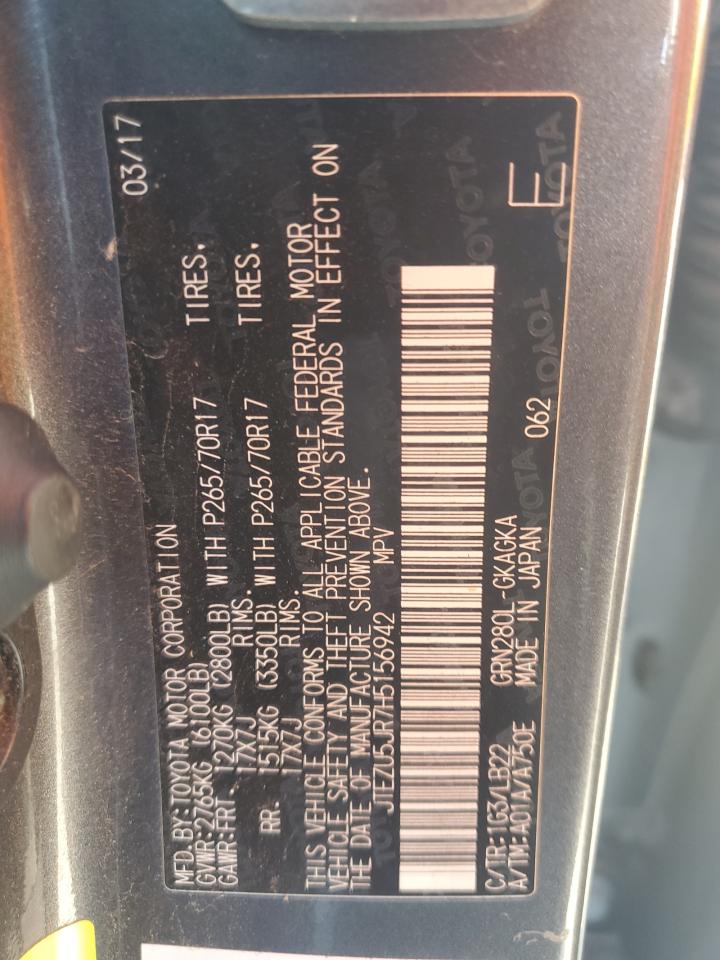 03/17
MFD.BY:TOYOTA MOTOR CORPORATION
GVWR:2765KG (6100LB)
GAWR:FRT 1270KG (2800LB) WITH P265/70R17 TIRES.
17X7J RIMS.
RR. 1515KG (3350LB) WITH P265/70R17 TIRES.
17X7J RIMS.
THIS VEHICLE CONFORMS TO ALL APPLICABLE FEDERAL MOTOR
VEHICLE SAFETY AND THEFT PREVENTION STANDARDS IN EFFECT ON
THE DATE OF MANUFACTURE SHOWN ABOVE.
JTEZU5JR7H5156942 MPV
C/TR:1G3/LB22 GRN280L-GKAGKA 062
A/TM:A01A/A750E MADE IN JAPAN
E